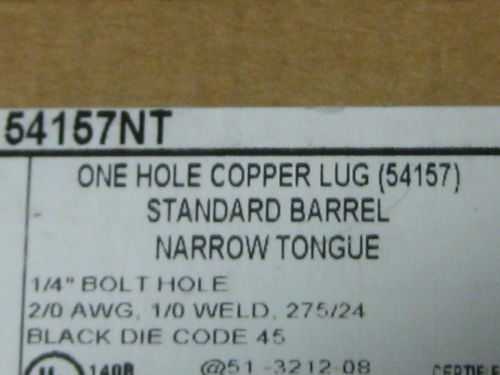 54157NT
ONE HOLE COPPER LUG (54157)
STANDARD BARREL
NARROW TONGUE
1/4" BOLT HOLE
2/0 AWG, 1/0 WELD, 275/24
BLACK DIE CODE 45
140B @51-3212-08